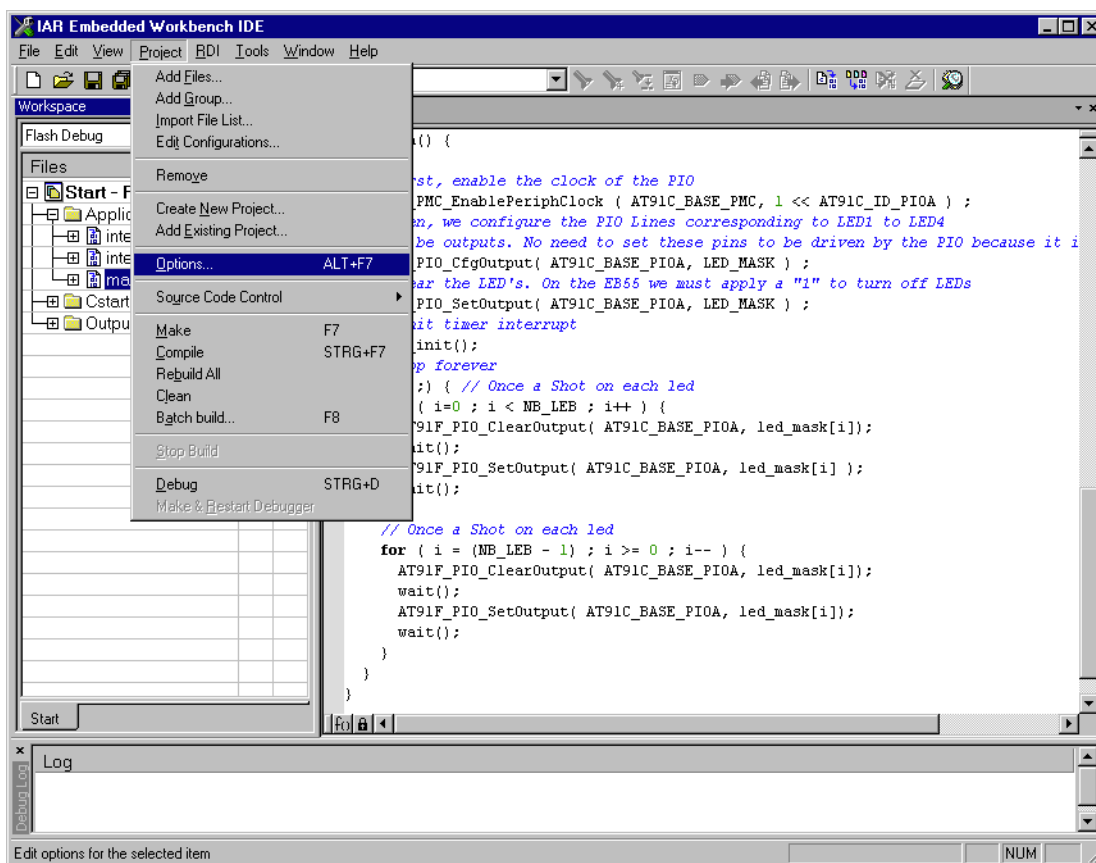 IAR Embedded Workbench IDE
File Edit View Project RDI Tools Window Help
Workspace
Flash Debug
Files
Start - F
Applic
inte
inte
ma
Cstart
Outpu
Start
Add Files...
Add Group...
Import File List...
Edit Configurations...
Remove
Create New Project...
Add Existing Project...
Options... ALT+F7
Source Code Control
Make F7
Compile STRG+F7
Rebuild All
Clean
Batch build... F8
Stop Build
Debug STRG+D
Make & Restart Debugger
() {
rst, enable the clock of the PIO
_PMC_EnablePeriphClock ( AT91C_BASE_PMC, 1 << AT91C_ID_PIOA ) ;
en, we configure the PIO Lines corresponding to LED1 to LED4
be outputs. No need to set these pins to be driven by the PIO because it i
_PIO_CfgOutput( AT91C_BASE_PIOA, LED_MASK ) ;
ear the LED's. On the EB55 we must apply a "1" to turn off LEDs
_PIO_SetOutput( AT91C_BASE_PIOA, LED_MASK ) ;
it timer interrupt
_init();
op forever
;) { // Once a Shot on each led
( i=0 ; i < NB_LEB ; i++ ) {
T91F_PIO_ClearOutput( AT91C_BASE_PIOA, led_mask[i]);
it();
T91F_PIO_SetOutput( AT91C_BASE_PIOA, led_mask[i] );
it();
// Once a Shot on each led
for ( i = (NB_LEB - 1) ; i >= 0 ; i-- ) {
AT91F_PIO_ClearOutput( AT91C_BASE_PIOA, led_mask[i]);
wait();
AT91F_PIO_SetOutput( AT91C_BASE_PIOA, led_mask[i]);
wait();
}
}
}
Log
Debug Log
Edit options for the selected item
NUM